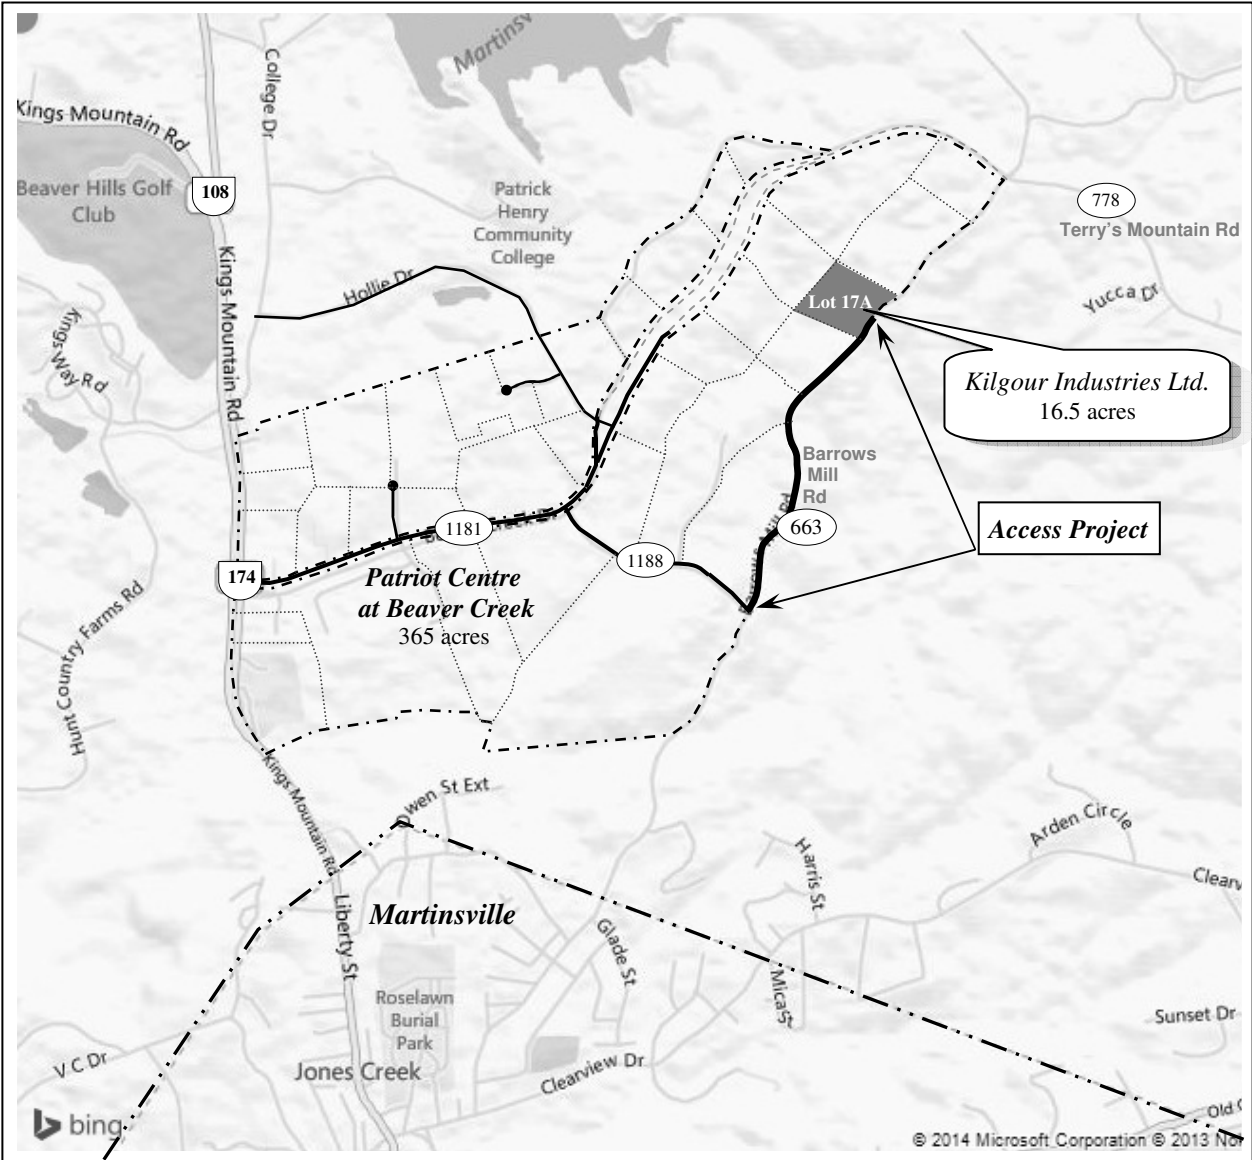 Martinsv
College Dr
Kings Mountain Rd
108
Beaver Hills Golf
Club
Patrick
Henry
Community
College
778
Terry's Mountain Rd
Kings Mountain Rd
Hollie Dr
Yucca Dr
Lot 17A
Kings
Way Rd
Kilgour Industries Ltd.
16.5 acres
Barrows
Mill
Rd
663
Access Project
1181
1188
174
Patriot Centre
at Beaver Creek
365 acres
Hunt Country Farms Rd
Kings Mountain Rd
Owen St Ext
Arden Circle
Harris St
Clearv
Martinsville
Liberty St
Glade St
Mica St
Roselawn
Burial
Park
Sunset Dr
V C Dr
Jones Creek
Clearview Dr
Old
bing
© 2014 Microsoft Corporation © 2013 Nor